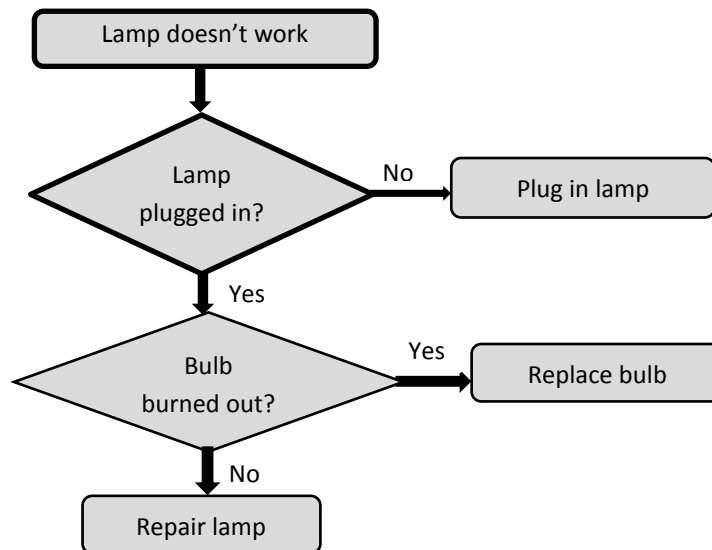 Lamp doesn’t work
Lamp
plugged in?
No
Plug in lamp
Yes
Bulb
burned out?
Yes
Replace bulb
No
Repair lamp